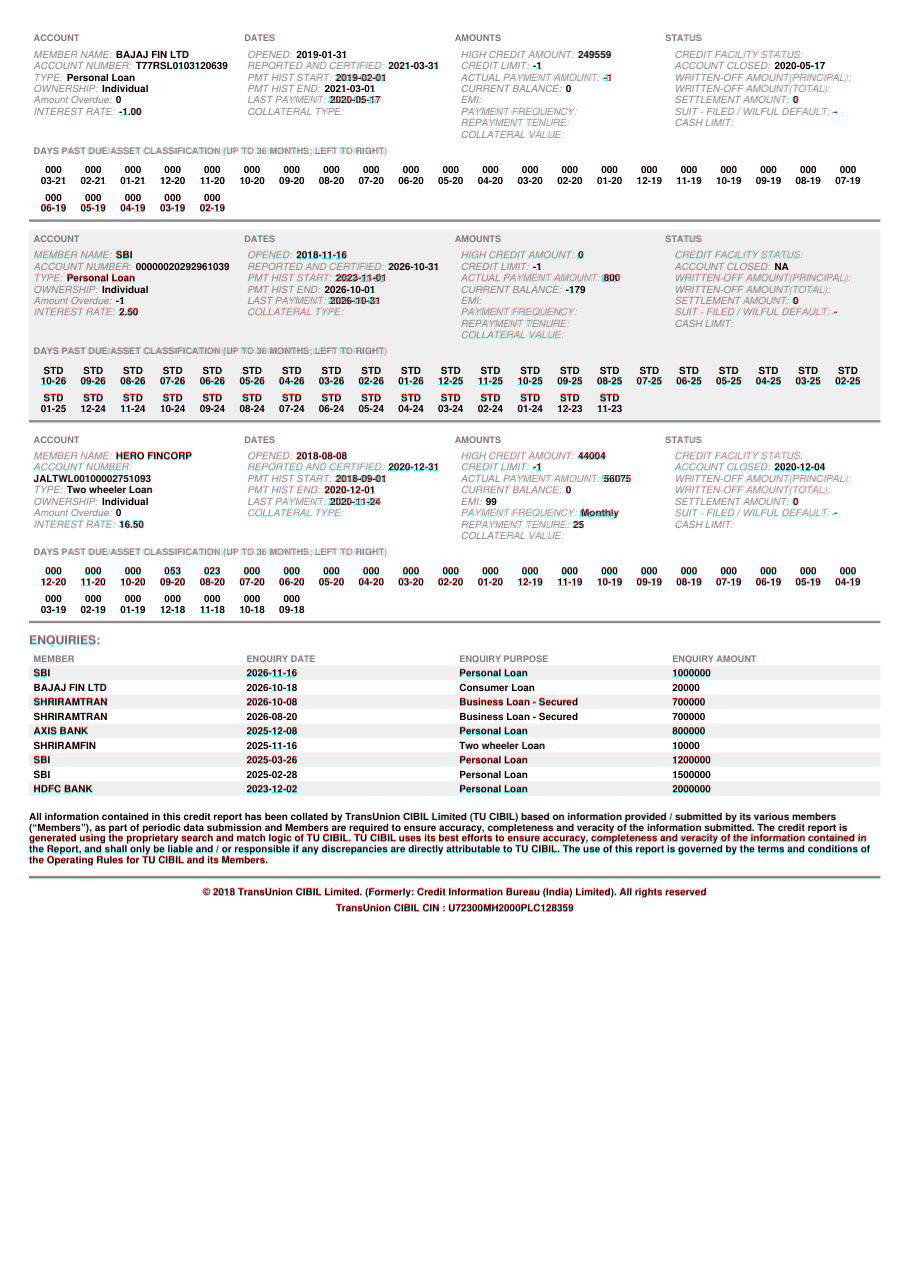 ACCOUNT DATES AMOUNTS STATUS
MEMBER NAME: BAJAJ FIN LTD OPENED: 2019-01-31 HIGH CREDIT AMOUNT: 249559 CREDIT FACILITY STATUS:
ACCOUNT NUMBER: T77RSL0103120639 REPORTED AND CERTIFIED: 2021-03-31 CREDIT LIMIT: -1 ACCOUNT CLOSED: 2020-05-17
TYPE: Personal Loan PMT HIST START: 2019-02-01 ACTUAL PAYMENT AMOUNT: -1 WRITTEN-OFF AMOUNT(PRINCIPAL):
OWNERSHIP: Individual PMT HIST END: 2021-03-01 CURRENT BALANCE: 0 WRITTEN-OFF AMOUNT(TOTAL):
Amount Overdue: 0 LAST PAYMENT: 2020-05-17 EMI: SETTLEMENT AMOUNT: 0
INTEREST RATE: -1.00 COLLATERAL TYPE: PAYMENT FREQUENCY: SUIT - FILED / WILFUL DEFAULT: -
REPAYMENT TENURE: CASH LIMIT:
COLLATERAL VALUE:
DAYS PAST DUE/ASSET CLASSIFICATION (UP TO 36 MONTHS; LEFT TO RIGHT)
000 000 000 000 000 000 000 000 000 000 000 000 000 000 000 000 000 000 000 000 000
03-21 02-21 01-21 12-20 11-20 10-20 09-20 08-20 07-20 06-20 05-20 04-20 03-20 02-20 01-20 12-19 11-19 10-19 09-19 08-19 07-19
000 000 000 000 000
06-19 05-19 04-19 03-19 02-19
ACCOUNT DATES AMOUNTS STATUS
MEMBER NAME: SBI OPENED: 2018-11-16 HIGH CREDIT AMOUNT: 0 CREDIT FACILITY STATUS:
ACCOUNT NUMBER: 00000020292961039 REPORTED AND CERTIFIED: 2026-10-31 CREDIT LIMIT: -1 ACCOUNT CLOSED: NA
TYPE: Personal Loan PMT HIST START: 2023-11-01 ACTUAL PAYMENT AMOUNT: 800 WRITTEN-OFF AMOUNT(PRINCIPAL):
OWNERSHIP: Individual PMT HIST END: 2026-10-01 CURRENT BALANCE: -179 WRITTEN-OFF AMOUNT(TOTAL):
Amount Overdue: -1 LAST PAYMENT: 2026-10-31 EMI: SETTLEMENT AMOUNT: 0
INTEREST RATE: 2.50 COLLATERAL TYPE: PAYMENT FREQUENCY: SUIT - FILED / WILFUL DEFAULT: -
REPAYMENT TENURE: CASH LIMIT:
COLLATERAL VALUE:
DAYS PAST DUE/ASSET CLASSIFICATION (UP TO 36 MONTHS; LEFT TO RIGHT)
STD STD STD STD STD STD STD STD STD STD STD STD STD STD STD STD STD STD STD STD STD
10-26 09-26 08-26 07-26 06-26 05-26 04-26 03-26 02-26 01-26 12-25 11-25 10-25 09-25 08-25 07-25 06-25 05-25 04-25 03-25 02-25
STD STD STD STD STD STD STD STD STD STD STD STD STD STD STD
01-25 12-24 11-24 10-24 09-24 08-24 07-24 06-24 05-24 04-24 03-24 02-24 01-24 12-23 11-23
ACCOUNT DATES AMOUNTS STATUS
MEMBER NAME: HERO FINCORP OPENED: 2018-08-08 HIGH CREDIT AMOUNT: 44004 CREDIT FACILITY STATUS:
ACCOUNT NUMBER: REPORTED AND CERTIFIED: 2020-12-31 CREDIT LIMIT: -1 ACCOUNT CLOSED: 2020-12-04
JALTWL00100002751093 PMT HIST START: 2018-09-01 ACTUAL PAYMENT AMOUNT: 56075 WRITTEN-OFF AMOUNT(PRINCIPAL):
TYPE: Two wheeler Loan PMT HIST END: 2020-12-01 CURRENT BALANCE: 0 WRITTEN-OFF AMOUNT(TOTAL):
OWNERSHIP: Individual LAST PAYMENT: 2020-11-24 EMI: 99 SETTLEMENT AMOUNT: 0
Amount Overdue: 0 COLLATERAL TYPE: PAYMENT FREQUENCY: Monthly SUIT - FILED / WILFUL DEFAULT: -
INTEREST RATE: 16.50 REPAYMENT TENURE: 25 CASH LIMIT:
COLLATERAL VALUE:
DAYS PAST DUE/ASSET CLASSIFICATION (UP TO 36 MONTHS; LEFT TO RIGHT)
000 000 000 053 023 000 000 000 000 000 000 000 000 000 000 000 000 000 000 000 000
12-20 11-20 10-20 09-20 08-20 07-20 06-20 05-20 04-20 03-20 02-20 01-20 12-19 11-19 10-19 09-19 08-19 07-19 06-19 05-19 04-19
000 000 000 000 000 000 000
03-19 02-19 01-19 12-18 11-18 10-18 09-18
ENQUIRIES:
MEMBER ENQUIRY DATE ENQUIRY PURPOSE ENQUIRY AMOUNT
SBI 2026-11-16 Personal Loan 1000000
BAJAJ FIN LTD 2026-10-18 Consumer Loan 20000
SHRIRAMTRAN 2026-10-08 Business Loan - Secured 700000
SHRIRAMTRAN 2026-08-20 Business Loan - Secured 700000
AXIS BANK 2025-12-08 Personal Loan 800000
SHRIRAMFIN 2025-11-16 Two wheeler Loan 10000
SBI 2025-03-26 Personal Loan 1200000
SBI 2025-02-28 Personal Loan 1500000
HDFC BANK 2023-12-02 Personal Loan 2000000
All information contained in this credit report has been collated by TransUnion CIBIL Limited (TU CIBIL) based on information provided / submitted by its various members
(“Members”), as part of periodic data submission and Members are required to ensure accuracy, completeness and veracity of the information submitted. The credit report is
generated using the proprietary search and match logic of TU CIBIL. TU CIBIL uses its best efforts to ensure accuracy, completeness and veracity of the information contained in
the Report, and shall only be liable and / or responsible if any discrepancies are directly attributable to TU CIBIL. The use of this report is governed by the terms and conditions of
the Operating Rules for TU CIBIL and its Members.
© 2018 TransUnion CIBIL Limited. (Formerly: Credit Information Bureau (India) Limited). All rights reserved
TransUnion CIBIL CIN : U72300MH2000PLC128359